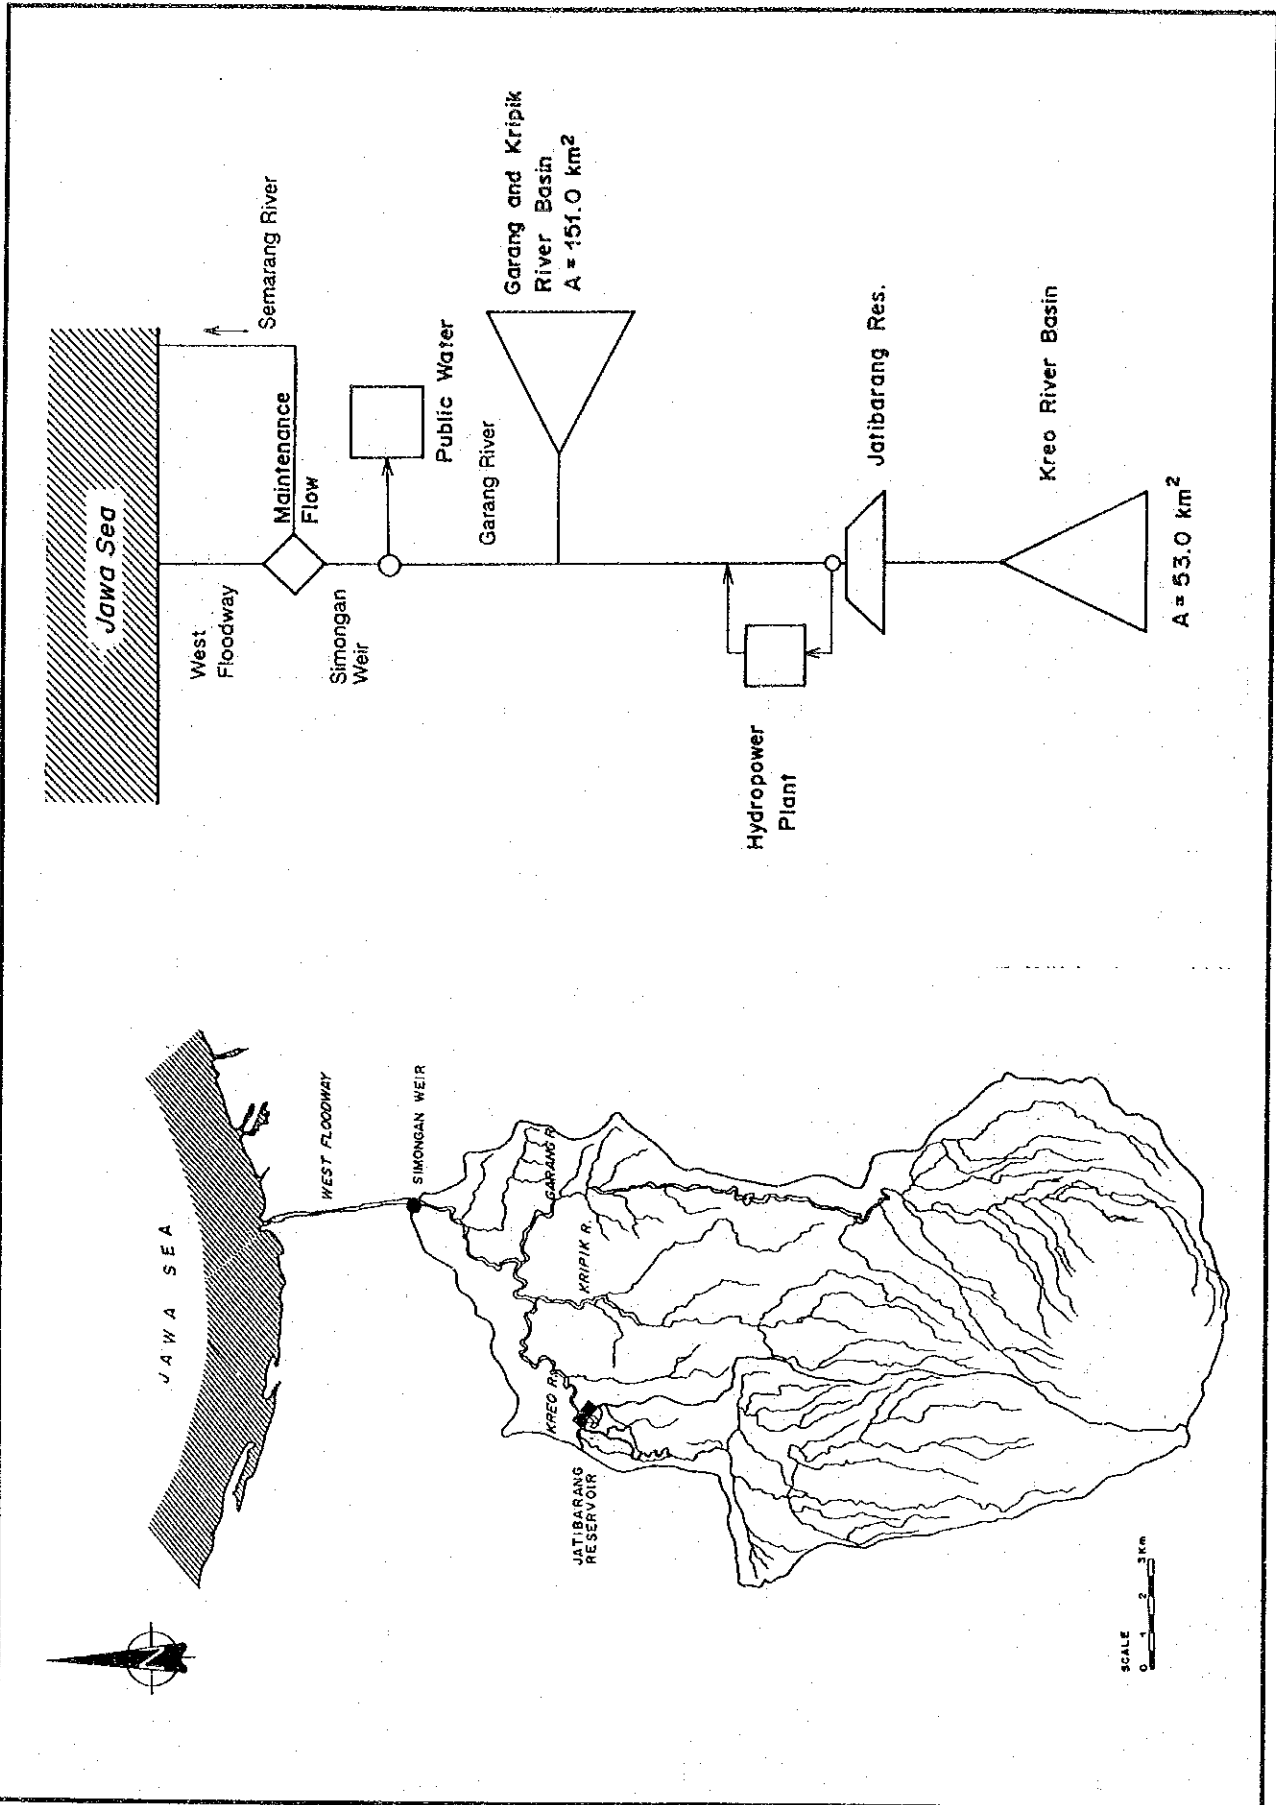 JAWA SEA
WEST FLOODWAY
SIMONGAN WEIR
GARANG R.
KRIPIK R.
KREO R.
JATIBARANG
RESERVOIR
N
SCALE
0 1 2 3Km
Jawa Sea
West
Floodway
Maintenance
Flow
Semarang River
Simongan
Weir
Public Water
Garang River
Garang and Kripik
River Basin
A = 151.0 km²
Hydropower
Plant
Jatibarang Res.
Kreo River Basin
A = 53.0 km²